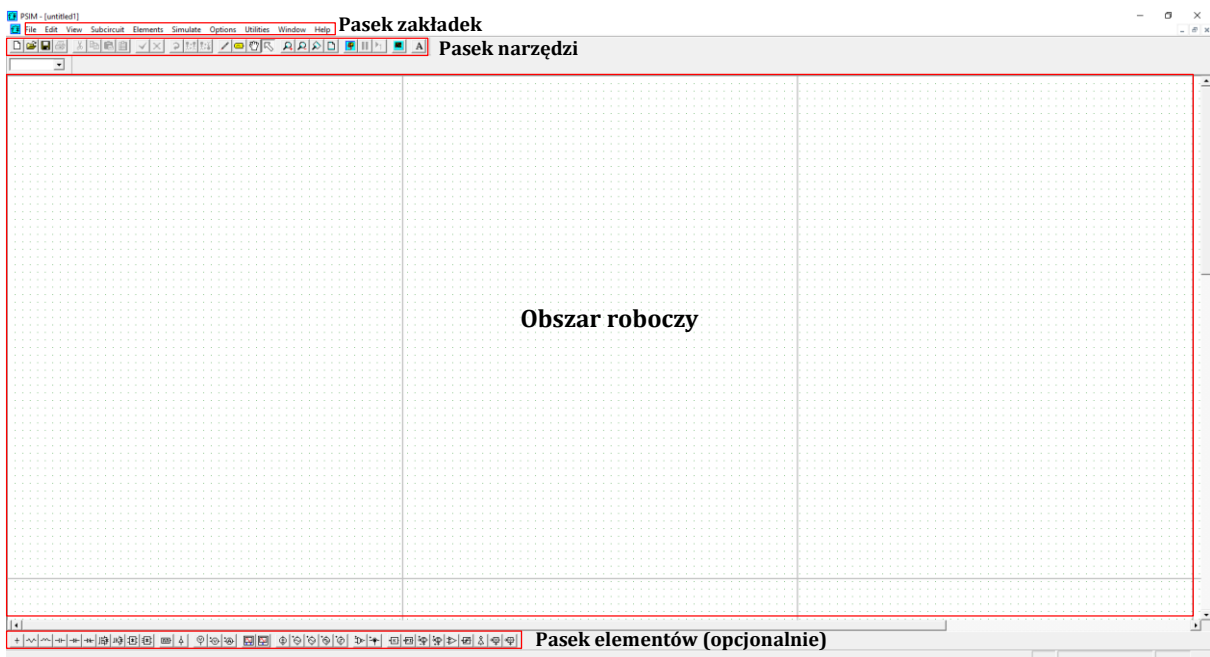 PSIM - [untitled1]
File Edit View Subcircuit Elements Simulate Options Utilities Window Help
Pasek zakładek
A
Pasek narzędzi
Obszar roboczy
Pasek elementów (opcjonalnie)